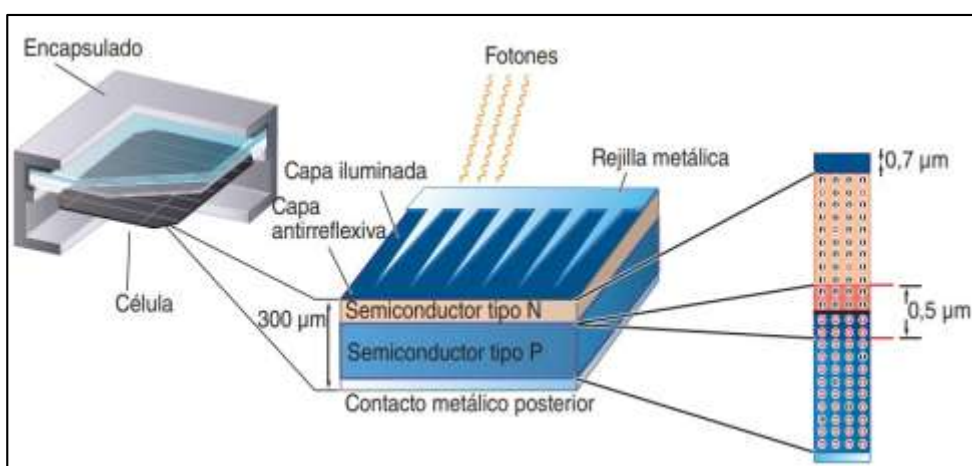 Encapsulado
Fotones
Rejilla metálica
0,7 µm
Capa iluminada
Capa
antirreflexiva
Célula
300 µm
Semiconductor tipo N
0,5 µm
Semiconductor tipo P
Contacto metálico posterior